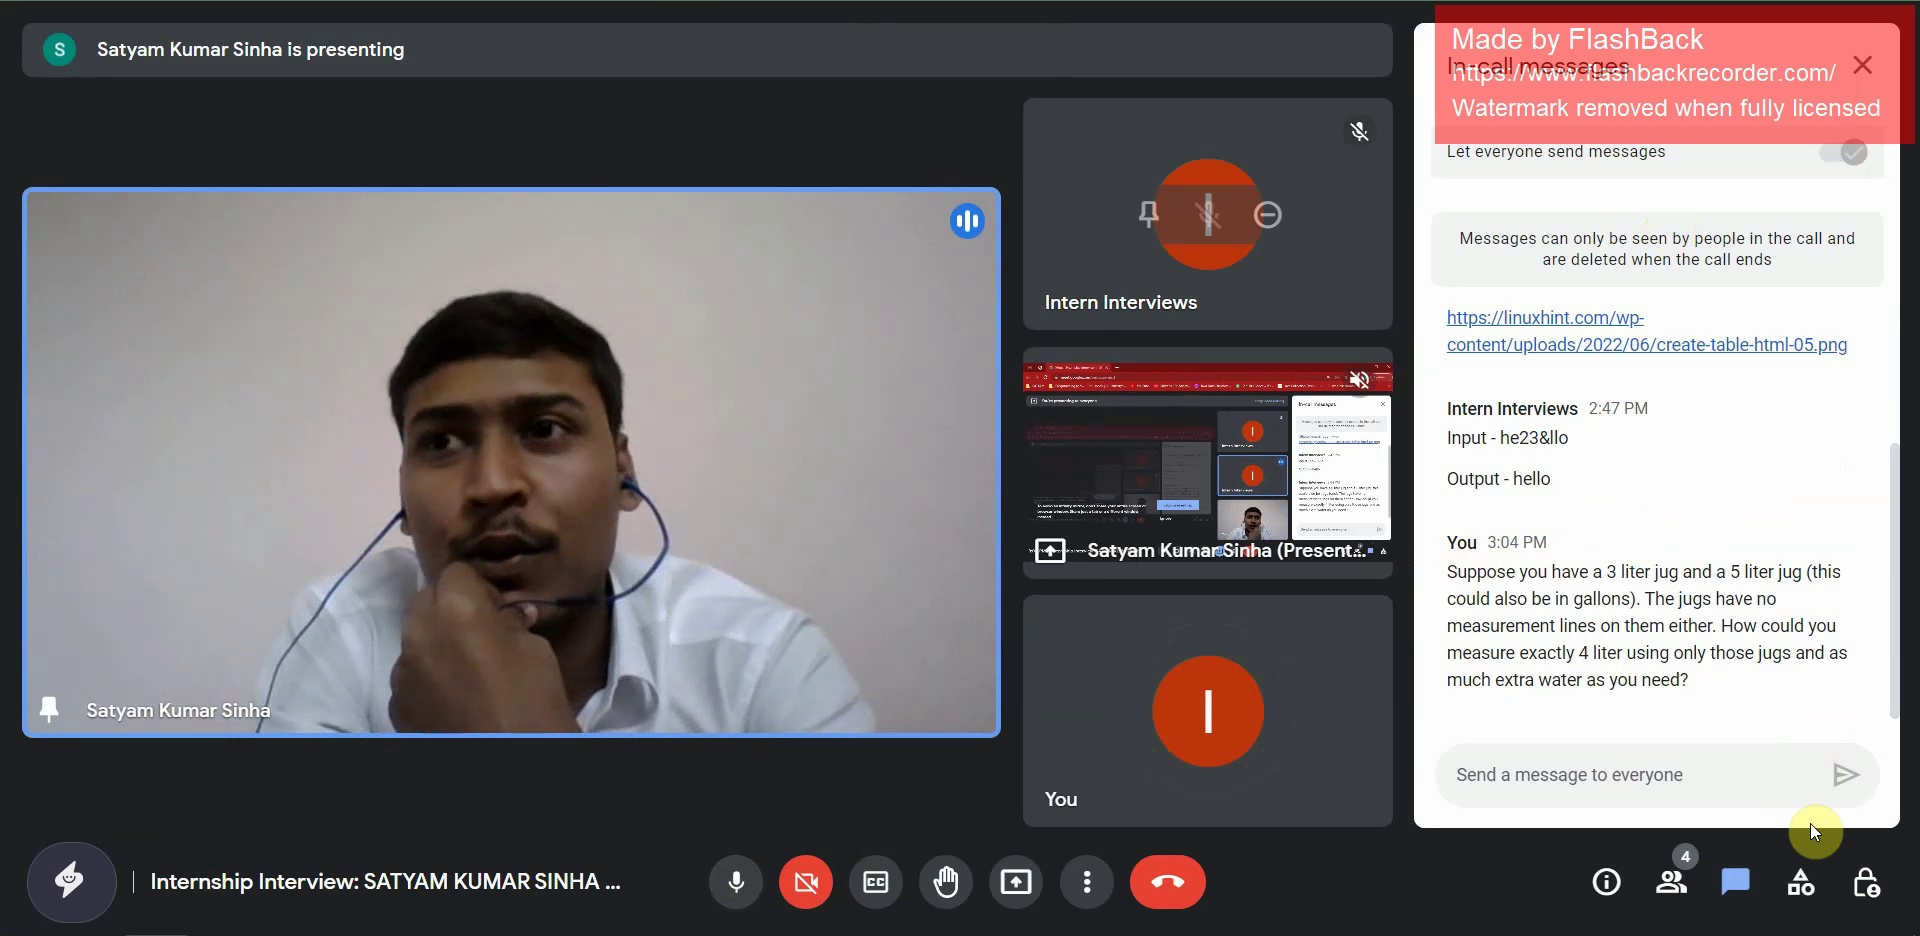 S
Satyam Kumar Sinha is presenting
Satyam Kumar Sinha
Intern Interviews
Satyam Kumar Sinha (Present...
I
You
Made by FlashBack
In-call messages
https://www.flashbackrecorder.com/
Watermark removed when fully licensed
Let everyone send messages
Messages can only be seen by people in the call and
are deleted when the call ends
https://linuxhint.com/wp-
content/uploads/2022/06/create-table-html-05.png
Intern Interviews 2:47 PM
Input - he23&llo
Output - hello
You 3:04 PM
Suppose you have a 3 liter jug and a 5 liter jug (this
could also be in gallons). The jugs have no
measurement lines on them either. How could you
measure exactly 4 liter using only those jugs and as
much extra water as you need?
Send a message to everyone
Internship Interview: SATYAM KUMAR SINHA ...
CC
4